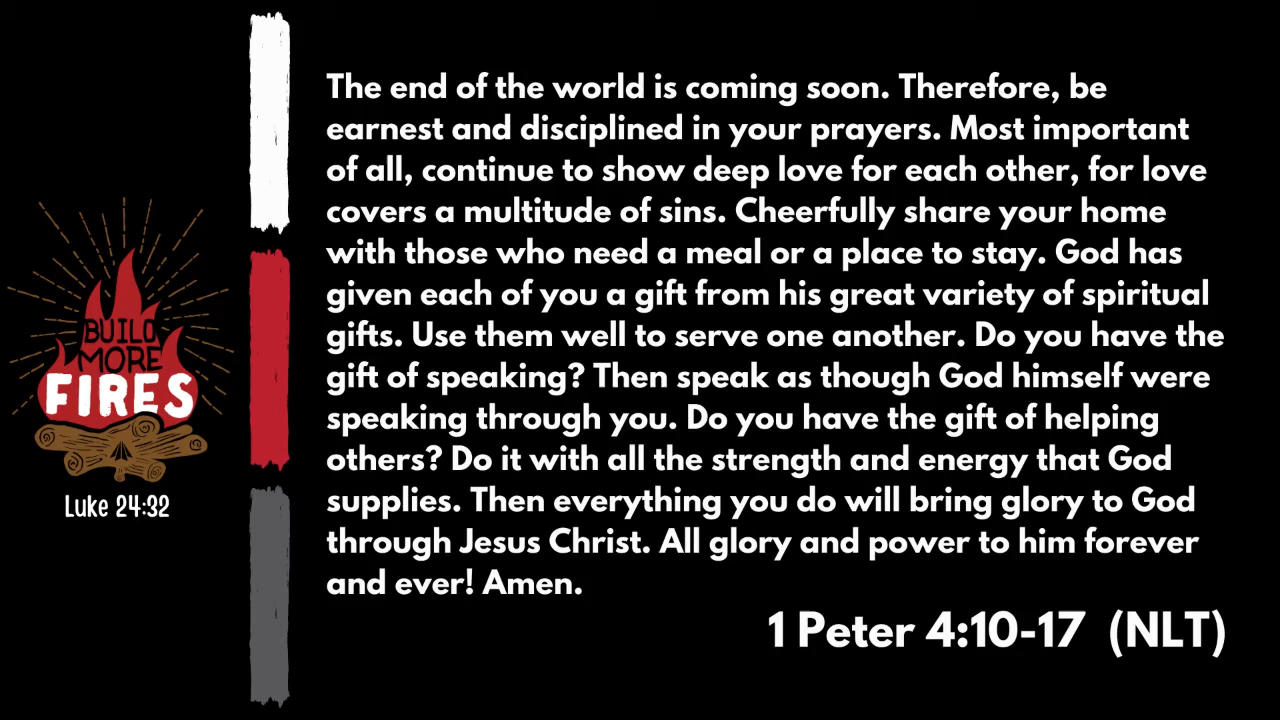 BUILD
MORE
FIRES
Luke 24:32
The end of the world is coming soon. Therefore, be
earnest and disciplined in your prayers. Most important
of all, continue to show deep love for each other, for love
covers a multitude of sins. Cheerfully share your home
with those who need a meal or a place to stay. God has
given each of you a gift from his great variety of spiritual
gifts. Use them well to serve one another. Do you have the
gift of speaking? Then speak as though God himself were
speaking through you. Do you have the gift of helping
others? Do it with all the strength and energy that God
supplies. Then everything you do will bring glory to God
through Jesus Christ. All glory and power to him forever
and ever! Amen.
1 Peter 4:10-17 (NLT)